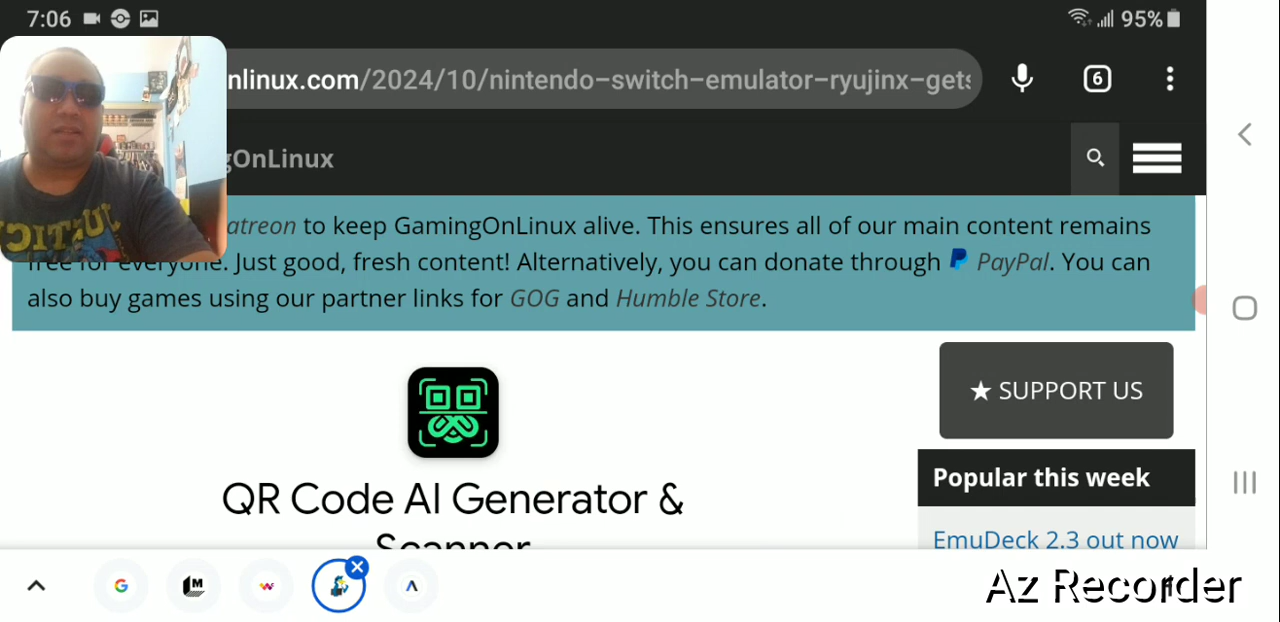 7:06
95%
nlinux.com/2024/10/nintendo-switch-emulator-ryujinx-gets
6
gOnLinux
atreon to keep GamingOnLinux alive. This ensures all of our main content remains
free for everyone. Just good, fresh content! Alternatively, you can donate through PayPal. You can
also buy games using our partner links for GOG and Humble Store.
★ SUPPORT US
QR Code AI Generator &
Scanner
Popular this week
EmuDeck 2.3 out now
Az Recorder